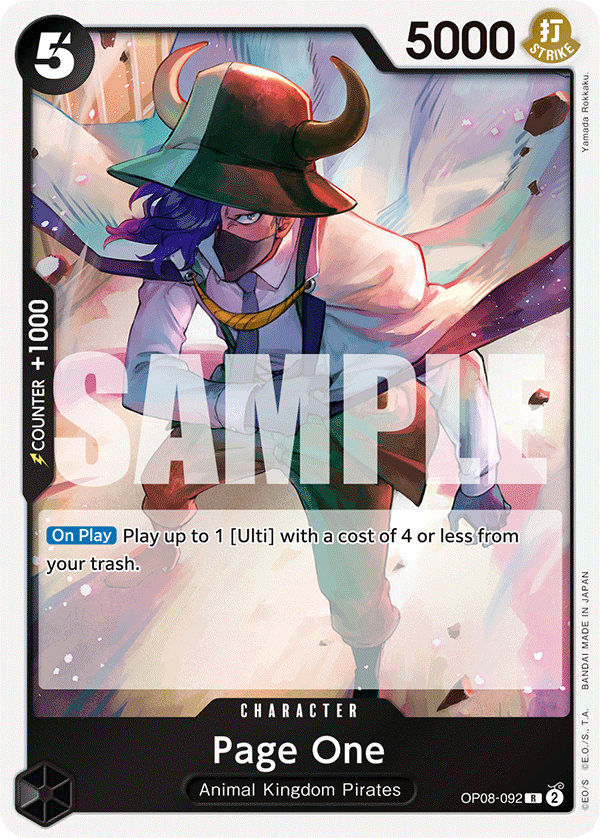 5
5000
打
STRIKE
Yamada Rokkaku.
COUNTER +1000
SAMPLE
On Play Play up to 1 [Ulti] with a cost of 4 or less from
your trash.
CHARACTER
Page One
Animal Kingdom Pirates
OP08-092 R 2
©EO/S ©E.O./S., T.A. BANDAI MADE IN JAPAN